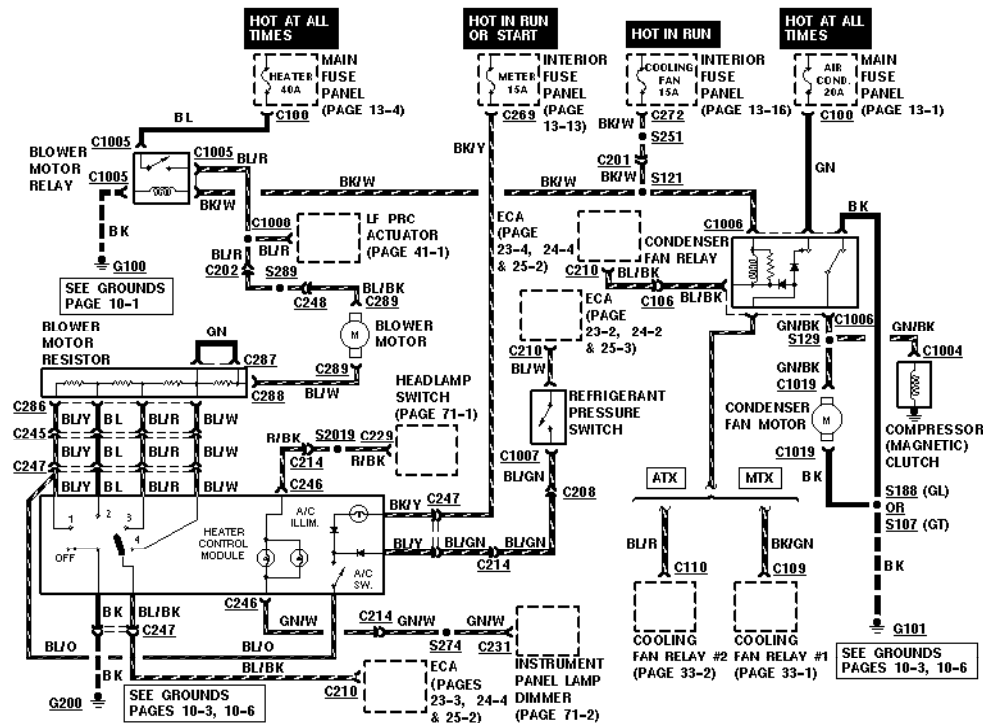 HOT AT ALL
TIMES
HOT IN RUN
OR START
HOT IN RUN
HOT AT ALL
TIMES
HEATER
40A
MAIN
FUSE
PANEL
(PAGE 13-4)
METER
15A
INTERIOR
FUSE
PANEL
(PAGE
13-13)
COOLING
FAN
15A
INTERIOR
FUSE
PANEL
(PAGE 13-16)
AIR
COND.
20A
MAIN
FUSE
PANEL
(PAGE 13-1)
C100
C269
C272
C100
BL
BK/W
S251
C1005
C1005
BL/R
BK/Y
C201
BK/W
GN
BLOWER
MOTOR
RELAY
C1005
BK/W
BK/W
BK/W
S121
BK
BK
C1008
BL/R
BL/R
LF PRC
ACTUATOR
(PAGE 41-1)
ECA
(PAGE
23-4, 24-4
& 25-2)
C1006
CONDENSER
FAN RELAY
G100
C202
S289
C210
BL/BK
C106
BL/BK
SEE GROUNDS
PAGE 10-1
C248
BL/BK
C289
ECA
(PAGE
23-2, 24-2
& 25-3)
C1006
GN
BLOWER
MOTOR
RESISTOR
M
BLOWER
MOTOR
GN/BK
S129
GN/BK
C287
C289
C210
BL/W
C1004
C288
BL/W
HEADLAMP
SWITCH
(PAGE 71-1)
GN/BK
C1019
REFRIGERANT
PRESSURE
SWITCH
CONDENSER
FAN MOTOR
M
COMPRESSOR
(MAGNETIC)
CLUTCH
C286
BL/Y
BL
BL/R
BL/W
C245
BL/Y
BL
BL/R
BL/W
C247
BL/Y
BL
BL/R
BL/W
R/BK
S2019
C229
R/BK
C214
C246
C1007
BL/GN
C208
C1019
BK
ATX
MTX
S188 (GL)
OR
S107 (GT)
1
2
3
4
OFF
HEATER
CONTROL
MODULE
A/C
ILLIM.
A/C
SW.
BK/Y
C247
BL/Y
BL/GN
BL/GN
C214
BL/R
BK/GN
BK
C110
C109
BK
BL/BK
C247
C246
GN/W
C214
GN/W
S274
GN/W
C231
G101
BL/O
BL/O
BL/BK
INSTRUMENT
PANEL LAMP
DIMMER
(PAGE 71-2)
COOLING
FAN RELAY #2
(PAGE 33-2)
COOLING
FAN RELAY #1
(PAGE 33-1)
SEE GROUNDS
PAGES 10-3, 10-6
BK
G200
SEE GROUNDS
PAGES 10-3, 10-6
C210
ECA
(PAGES
23-3, 24-4
& 25-2)